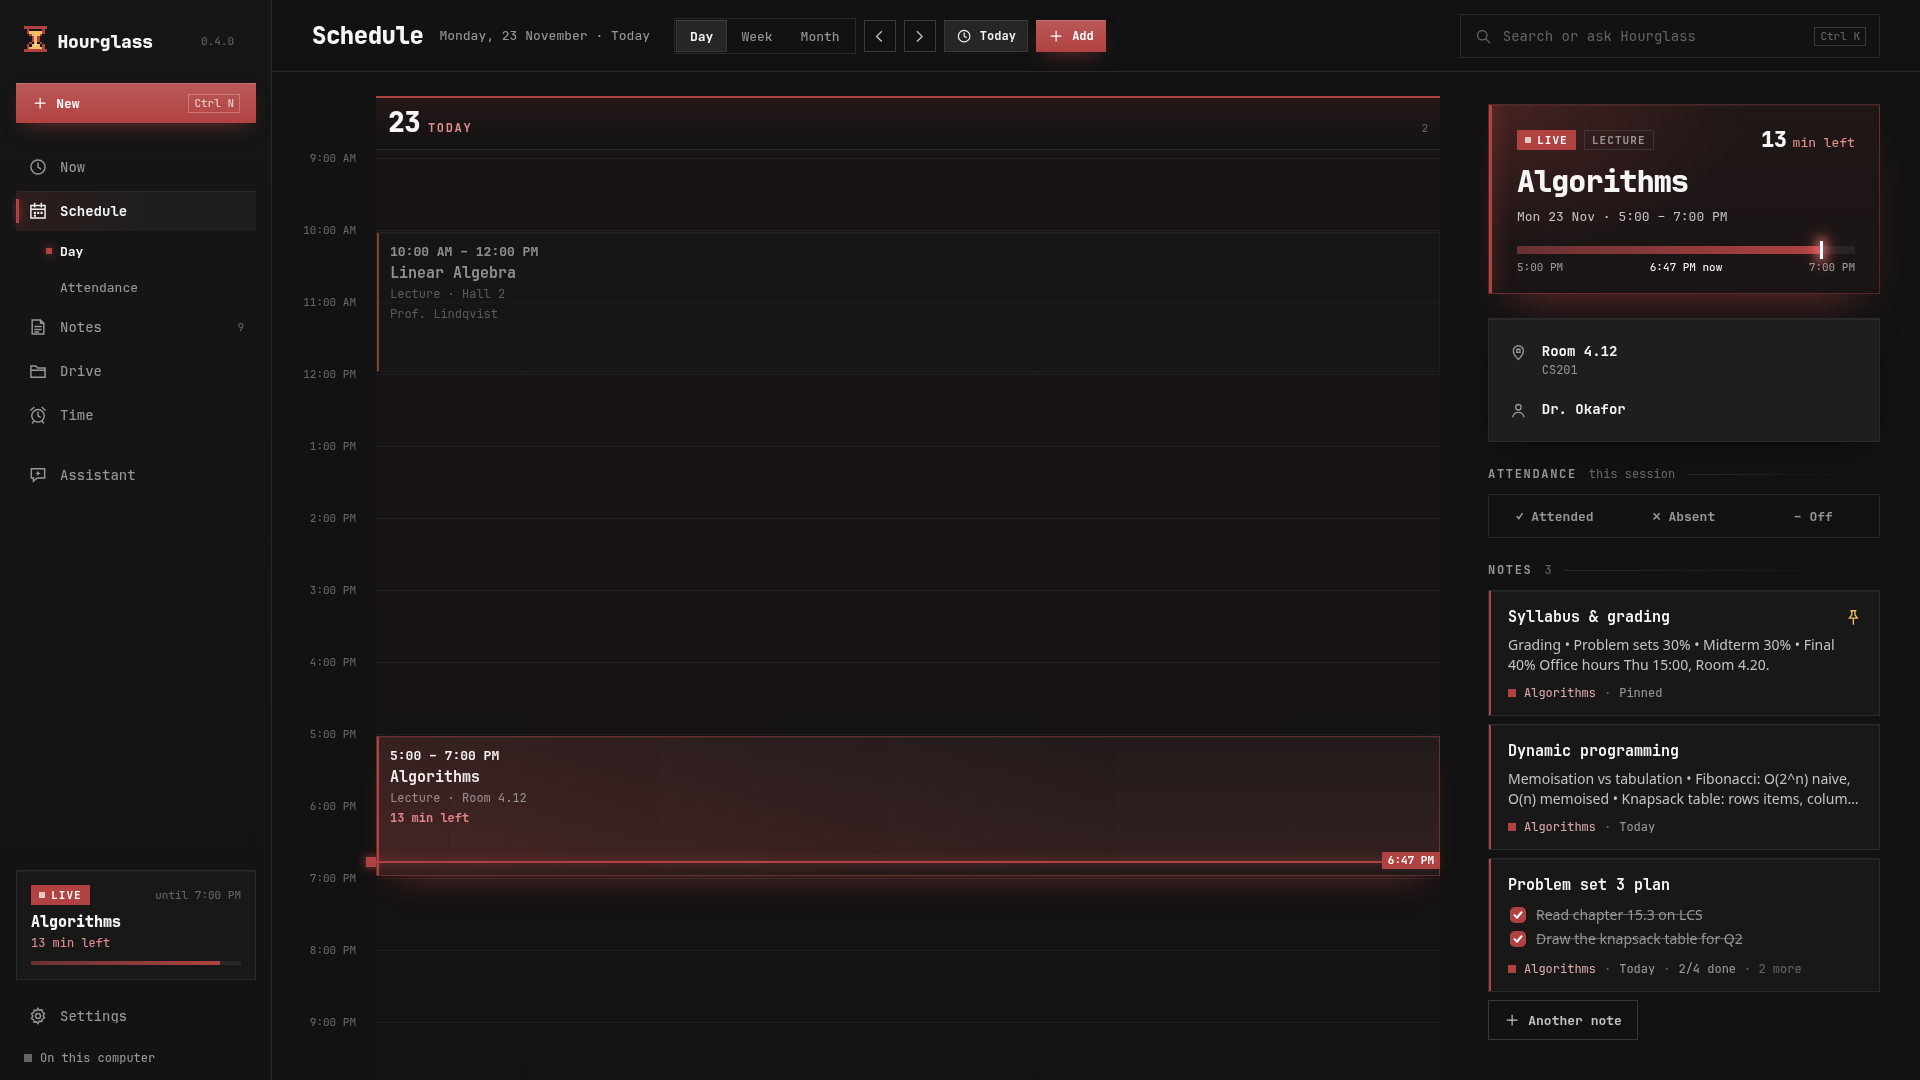 Hourglass
0.4.0
New
Ctrl N
Now
Schedule
Day
Attendance
Notes
9
Drive
Time
Assistant
LIVE
until 7:00 PM
Algorithms
13 min left
Settings
On this computer
Schedule
Monday, 23 November · Today
Day
Week
Month
Today
Add
Search or ask Hourglass
Ctrl K
23 TODAY
2
9:00 AM
10:00 AM
11:00 AM
12:00 PM
1:00 PM
2:00 PM
3:00 PM
4:00 PM
5:00 PM
6:00 PM
7:00 PM
8:00 PM
9:00 PM
10:00 AM – 12:00 PM
Linear Algebra
Lecture · Hall 2
Prof. Lindqvist
5:00 – 7:00 PM
Algorithms
Lecture · Room 4.12
13 min left
6:47 PM
LIVE
LECTURE
13 min left
Algorithms
Mon 23 Nov · 5:00 – 7:00 PM
5:00 PM
6:47 PM now
7:00 PM
Room 4.12
CS201
Dr. Okafor
ATTENDANCE this session
Attended
Absent
Off
NOTES 3
Syllabus & grading
Grading • Problem sets 30% • Midterm 30% • Final
40% Office hours Thu 15:00, Room 4.20.
Algorithms · Pinned
Dynamic programming
Memoisation vs tabulation • Fibonacci: O(2^n) naive,
O(n) memoised • Knapsack table: rows items, colum…
Algorithms · Today
Problem set 3 plan
Read chapter 15.3 on LCS
Draw the knapsack table for Q2
Algorithms · Today · 2/4 done · 2 more
Another note